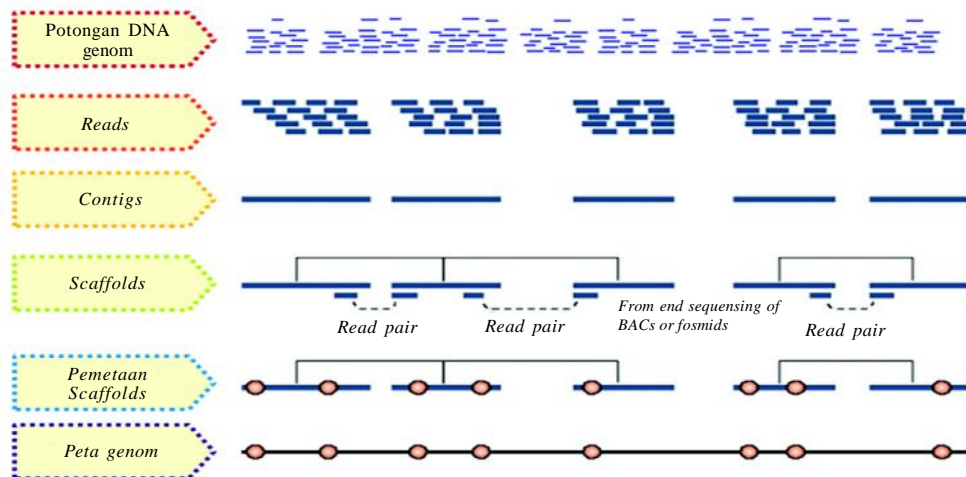 Potongan DNA
genom
Reads
Contigs
Scaffolds
Read pair
Read pair
From end sequencing of
BACs or fosmids
Read pair
Pemetaan
Scaffolds
Peta genom